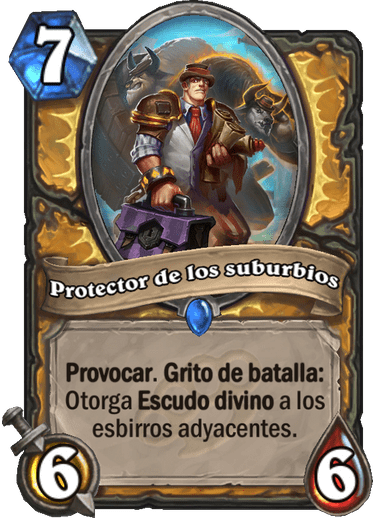 7
Protector de los suburbios
Provocar. Grito de batalla:
Otorga Escudo divino a los
esbirros adyacentes.
6
6